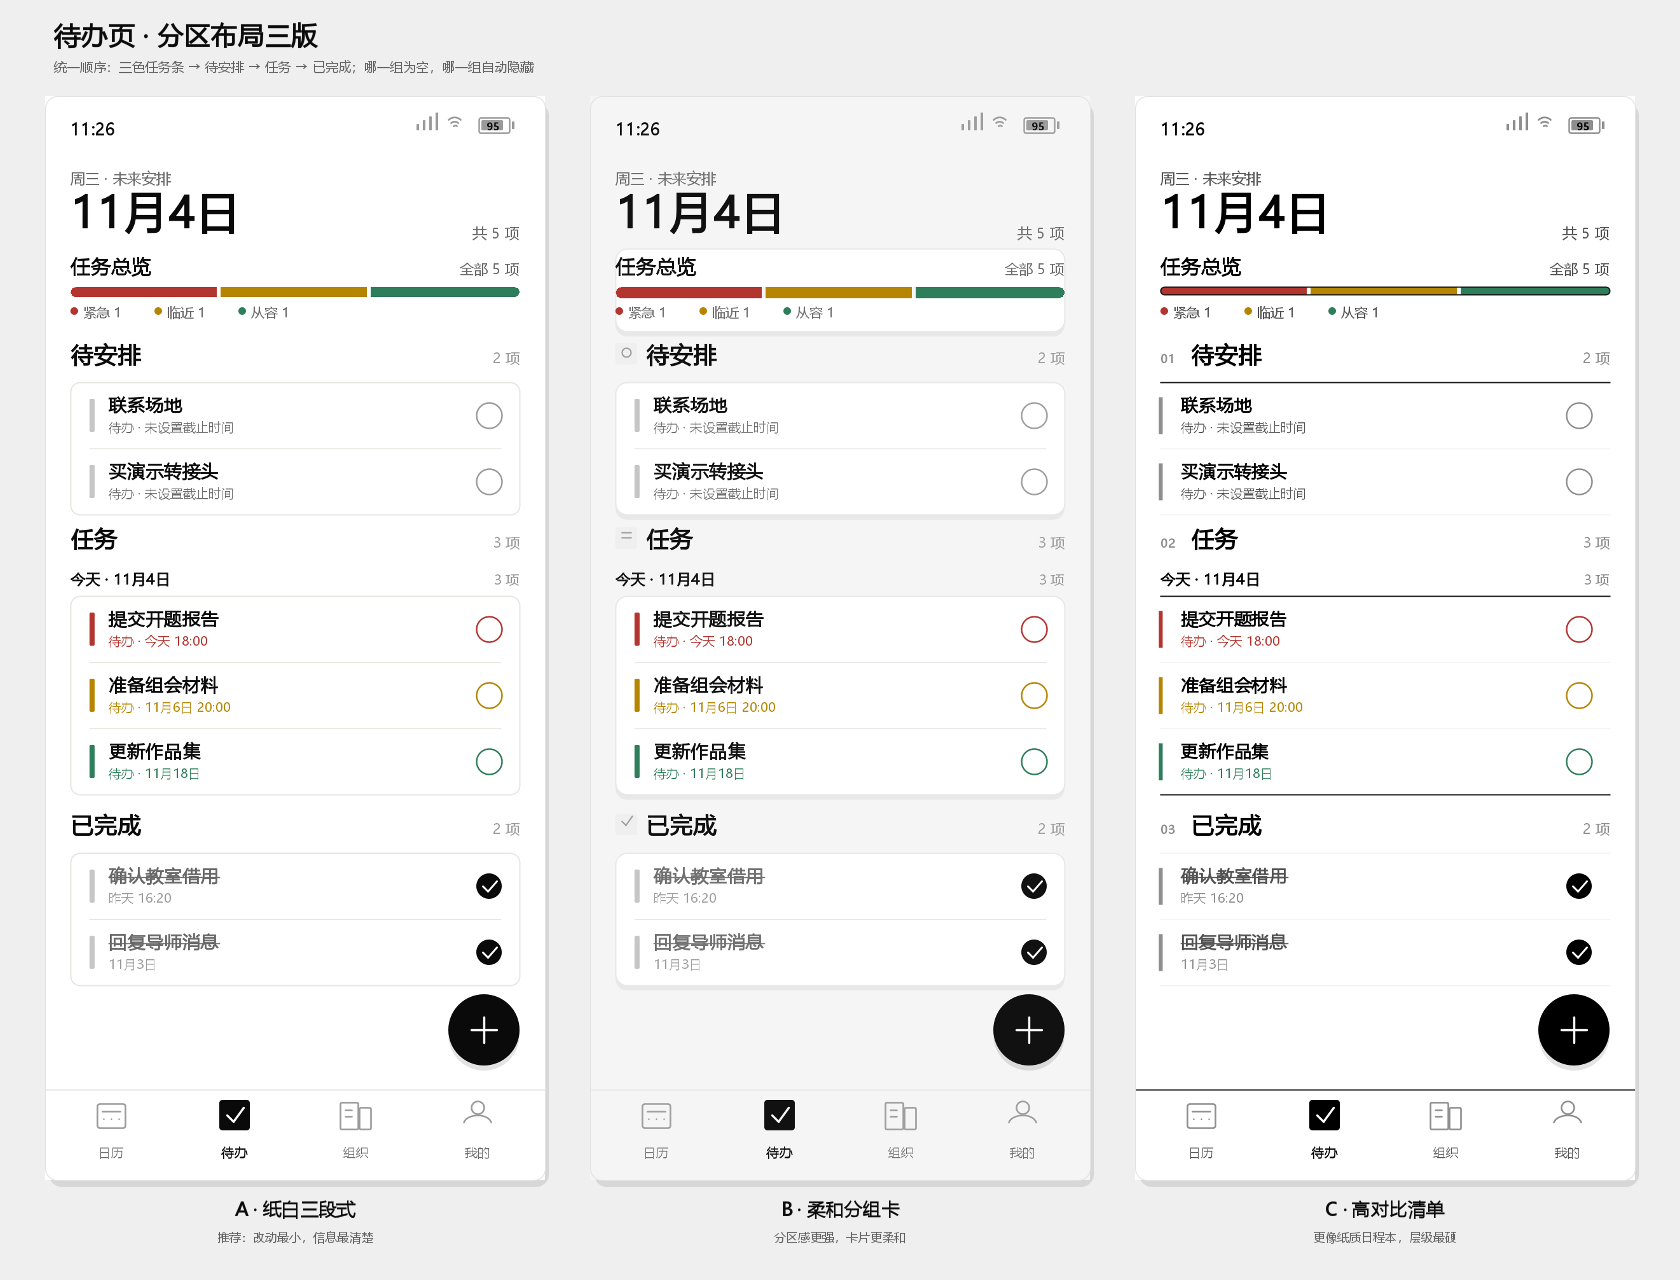 待办页 · 分区布局三版
统一顺序：三色任务条 → 待安排 → 任务 → 已完成；哪一组为空，哪一组自动隐藏
11:26
95
周三 · 未来安排
11月4日
共 5 项
任务总览
全部 5 项
紧急 1
临近 1
从容 1
待安排
2 项
联系场地
待办 · 未设置截止时间
买演示转接头
待办 · 未设置截止时间
任务
3 项
今天 · 11月4日
3 项
提交开题报告
待办 · 今天 18:00
准备组会材料
待办 · 11月6日 20:00
更新作品集
待办 · 11月18日
已完成
2 项
确认教室借用
昨天 16:20
回复导师消息
11月3日
日历
待办
组织
我的
A · 纸白三段式
推荐：改动最小，信息最清楚
11:26
95
周三 · 未来安排
11月4日
共 5 项
任务总览
全部 5 项
紧急 1
临近 1
从容 1
待安排
2 项
联系场地
待办 · 未设置截止时间
买演示转接头
待办 · 未设置截止时间
任务
3 项
今天 · 11月4日
3 项
提交开题报告
待办 · 今天 18:00
准备组会材料
待办 · 11月6日 20:00
更新作品集
待办 · 11月18日
已完成
2 项
确认教室借用
昨天 16:20
回复导师消息
11月3日
日历
待办
组织
我的
B · 柔和分组卡
分区感更强，卡片更柔和
11:26
95
周三 · 未来安排
11月4日
共 5 项
任务总览
全部 5 项
紧急 1
临近 1
从容 1
01 待安排
2 项
联系场地
待办 · 未设置截止时间
买演示转接头
待办 · 未设置截止时间
02 任务
3 项
今天 · 11月4日
3 项
提交开题报告
待办 · 今天 18:00
准备组会材料
待办 · 11月6日 20:00
更新作品集
待办 · 11月18日
03 已完成
2 项
确认教室借用
昨天 16:20
回复导师消息
11月3日
日历
待办
组织
我的
C · 高对比清单
更像纸质日程本，层级最硬